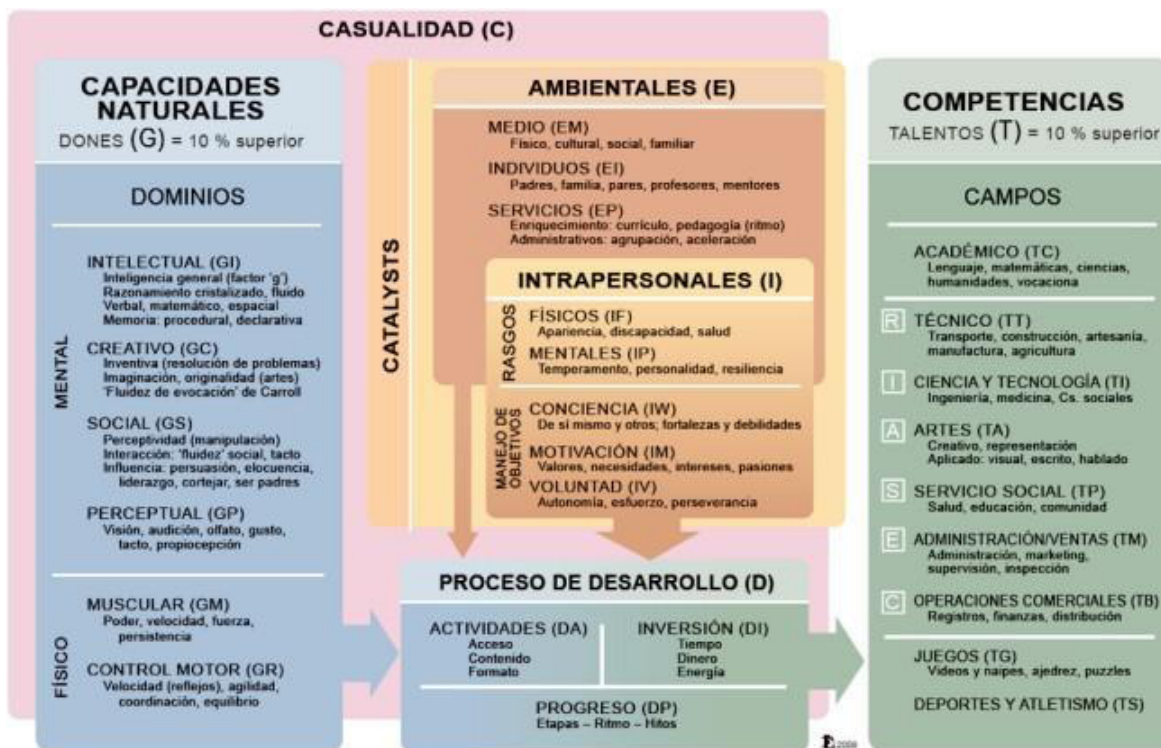 CASUALIDAD (C)
CAPACIDADES
NATURALES
DONES (G) = 10 % superior
DOMINIOS
MENTAL
INTELECTUAL (GI)
Inteligencia general (factor 'g')
Razonamiento cristalizado, fluido
Verbal, matemático, espacial
Memoria: procedural, declarativa
CREATIVO (GC)
Inventiva (resolución de problemas)
Imaginación, originalidad (artes)
'Fluidez de evocación' de Carroll
SOCIAL (GS)
Perceptividad (manipulación)
Interacción: 'fluidez' social, tacto
Influencia: persuasión, elocuencia,
liderazgo, cortejar, ser padres
PERCEPTUAL (GP)
Visión, audición, olfato, gusto,
tacto, propiocepción
FÍSICO
MUSCULAR (GM)
Poder, velocidad, fuerza,
persistencia
CONTROL MOTOR (GR)
Velocidad (reflejos), agilidad,
coordinación, equilibrio
CATALYSTS
AMBIENTALES (E)
MEDIO (EM)
Físico, cultural, social, familiar
INDIVIDUOS (EI)
Padres, familia, pares, profesores, mentores
SERVICIOS (EP)
Enriquecimiento: currículo, pedagogía (ritmo)
Administrativos: agrupación, aceleración
INTRAPERSONALES (I)
RASGOS
FÍSICOS (IF)
Apariencia, discapacidad, salud
MENTALES (IP)
Temperamento, personalidad, resiliencia
MANEJO DE
OBJETIVOS
CONCIENCIA (IW)
De sí mismo y otros; fortalezas y debilidades
MOTIVACIÓN (IM)
Valores, necesidades, intereses, pasiones
VOLUNTAD (IV)
Autonomía, esfuerzo, perseverancia
PROCESO DE DESARROLLO (D)
ACTIVIDADES (DA)
Acceso
Contenido
Formato
INVERSIÓN (DI)
Tiempo
Dinero
Energía
PROGRESO (DP)
Etapas – Ritmo – Hitos
COMPETENCIAS
TALENTOS (T) = 10 % superior
CAMPOS
ACADÉMICO (TC)
Lenguaje, matemáticas, ciencias,
humanidades, vocaciona
R TÉCNICO (TT)
Transporte, construcción, artesanía,
manufactura, agricultura
I CIENCIA Y TECNOLOGÍA (TI)
Ingeniería, medicina, Cs. sociales
A ARTES (TA)
Creativo, representación
Aplicado: visual, escrito, hablado
S SERVICIO SOCIAL (TP)
Salud, educación, comunidad
E ADMINISTRACIÓN/VENTAS (TM)
Administración, marketing,
supervisión, inspección
C OPERACIONES COMERCIALES (TB)
Registros, finanzas, distribución
JUEGOS (TG)
Videos y naipes, ajedrez, puzzles
DEPORTES Y ATLETISMO (TS)